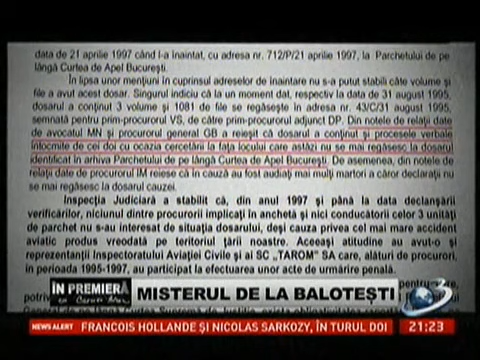 data de 21 aprilie 1997 când l-a înaintat, cu adresa nr. 712/P/21 aprilie 1997, la Parchetului de pe
lângă Curtea de Apel Bucureşti.
În lipsa unor menţiuni în cuprinsul adreselor de înaintare nu s-a putut stabili câte volume şi
file a avut acest dosar. Singurul indiciu că la un moment dat, respectiv la data de 31 august 1995,
dosarul a conţinut 3 volume şi 1081 de file se regăseşte în adresa nr. 43/C/31 august 1995,
semnată pentru prim-procurorul VS, de către prim-procurorul adjunct DP. Din notele de relaţii date
de avocatul MN şi procurorul general GB a reieşit că dosarul a conţinut şi procesele verbale
întocmite de cei doi cu ocazia cercetării la faţa locului care astăzi nu se mai regăsesc la dosarul
identificat în arhiva Parchetului de pe lângă Curtea de Apel Bucureşti. De asemenea, din notele de
relaţii date de procurorul IM reiese că în cauză au fost audiaţi mai mulţi martori a căror declaraţii nu
se mai regăsesc la dosarul cauzei.
Inspecţia Judiciară a stabilit că, din anul 1997 şi până la data declanşării
verificărilor, niciunul dintre procurorii implicaţi în anchetă şi nici conducătorii celor 3 unităţi
de parchet nu s-au interesat de situaţia dosarului, deşi cauza privea cel mai mare accident
aviatic produs vreodată pe teritoriul ţării noastre. Aceeaşi atitudine au avut-o şi
reprezentanţii Inspectoratului Aviaţiei Civile şi ai SC „TAROM" SA care, alături de procurori,
în perioada 1995-1997, au participat la efectuarea unor acte de urmărire penală.
ÎN PREMIERĂ
MISTERUL DE LA BALOTEŞTI
3
NEWS ALERT FRANCOIS HOLLANDE ŞI NICOLAS SARKOZY, ÎN TURUL DOI 21:23